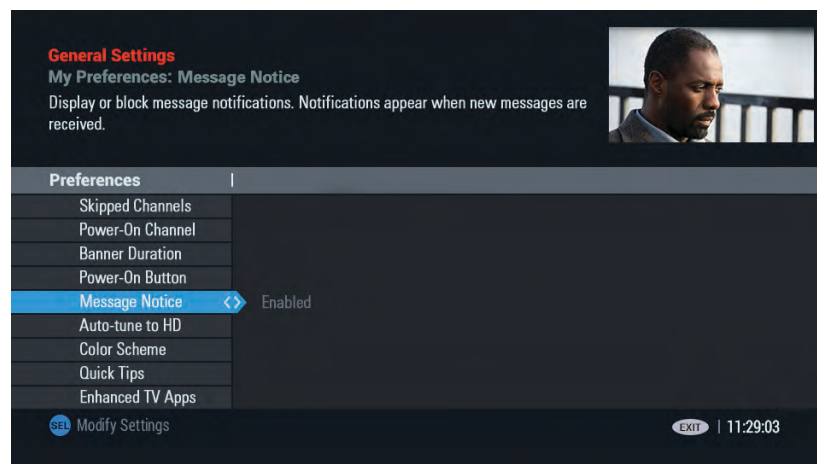 General Settings
My Preferences: Message Notice
Display or block message notifications. Notifications appear when new messages are
received.
Preferences
Skipped Channels
Power-On Channel
Banner Duration
Power-On Button
Message Notice <> Enabled
Auto-tune to HD
Color Scheme
Quick Tips
Enhanced TV Apps
SEL Modify Settings
EXIT | 11:29:03